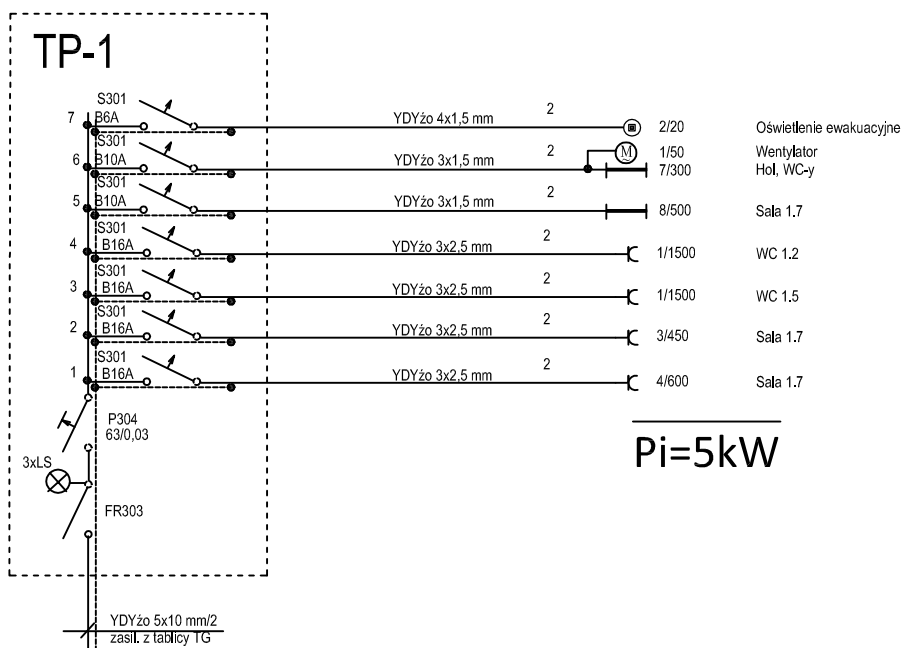 TP-1
S301
7 B6A YDYżo 4x1,5 mm 2 2/20 Oświetlenie ewakuacyjne
S301
M 1/50 Wentylator
6 B10A YDYżo 3x1,5 mm 2 7/300 Hol, WC-y
S301
5 B10A YDYżo 3x1,5 mm 2 8/500 Sala 1.7
S301
4 B16A YDYżo 3x2,5 mm 2 1/1500 WC 1.2
S301
3 B16A YDYżo 3x2,5 mm 2 1/1500 WC 1.5
S301
2 B16A YDYżo 3x2,5 mm 2 3/450 Sala 1.7
S301
1 B16A YDYżo 3x2,5 mm 2 4/600 Sala 1.7
P304
63/0,03
Pi=5kW
3xLS
FR303
YDYżo 5x10 mm/2
zasil. z tablicy TG